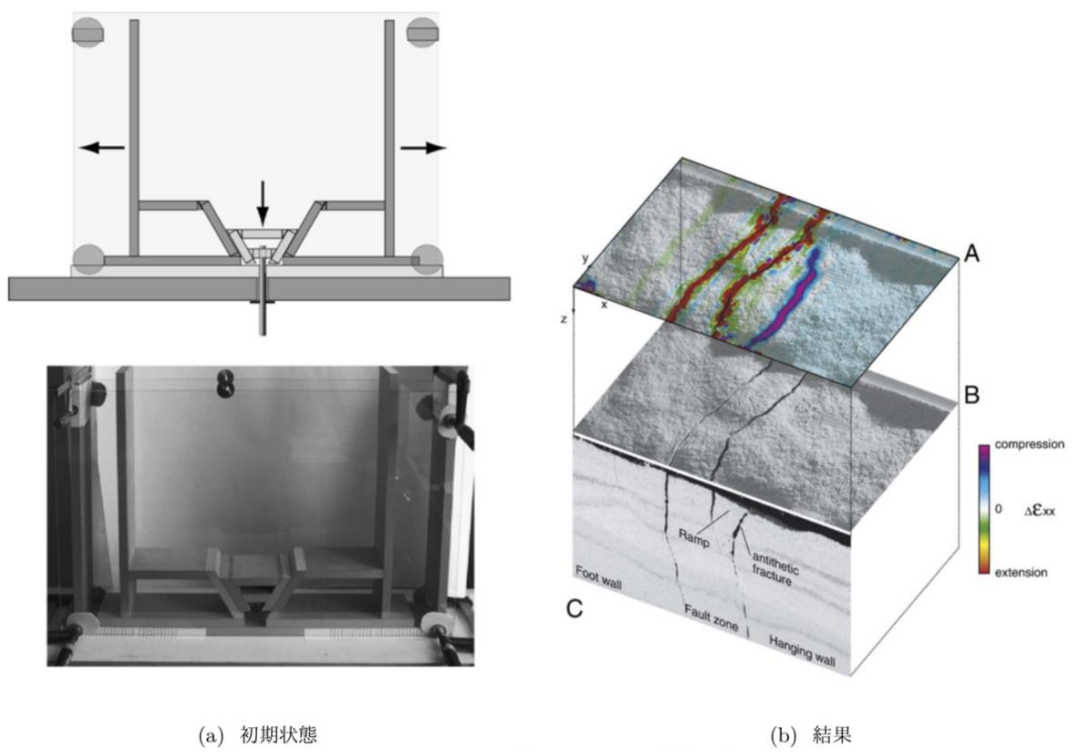 A
y
x
z
B
compression
0 Δεxx
extension
Ramp
antithetic
fracture
Foot wall
C
Fault zone
Hanging wall
(a) 初期状態
(b) 結果